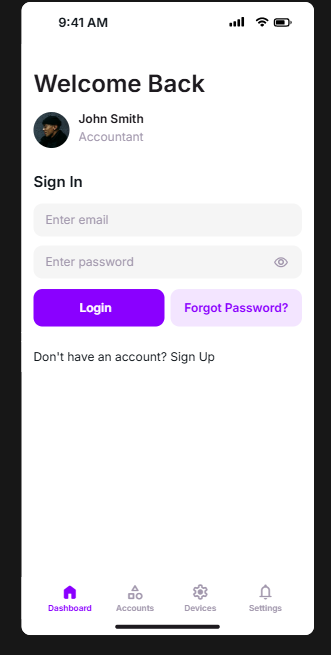 9:41 AM
Welcome Back
John Smith
Accountant
Sign In
Enter email
Enter password
Login Forgot Password?
Don't have an account? Sign Up
Dashboard Accounts Devices Settings